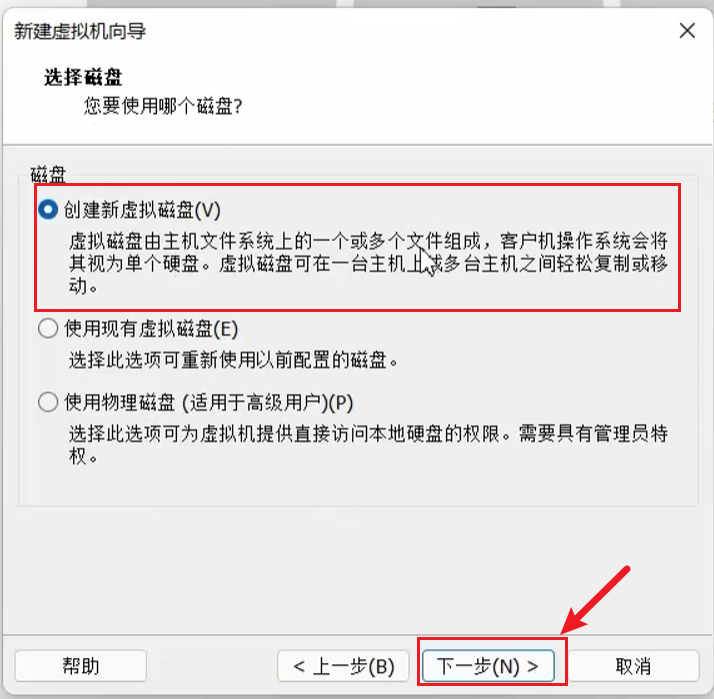 新建虚拟机向导
选择磁盘
您要使用哪个磁盘?
磁盘
创建新虚拟磁盘(V)
虚拟磁盘由主机文件系统上的一个或多个文件组成，客户机操作系统会将
其视为单个硬盘。虚拟磁盘可在一台主机上或多台主机之间轻松复制或移
动。
使用现有虚拟磁盘(E)
选择此选项可重新使用以前配置的磁盘。
使用物理磁盘 (适用于高级用户)(P)
选择此选项可为虚拟机提供直接访问本地硬盘的权限。需要具有管理员特
权。
帮助
< 上一步(B)
下一步(N) >
取消